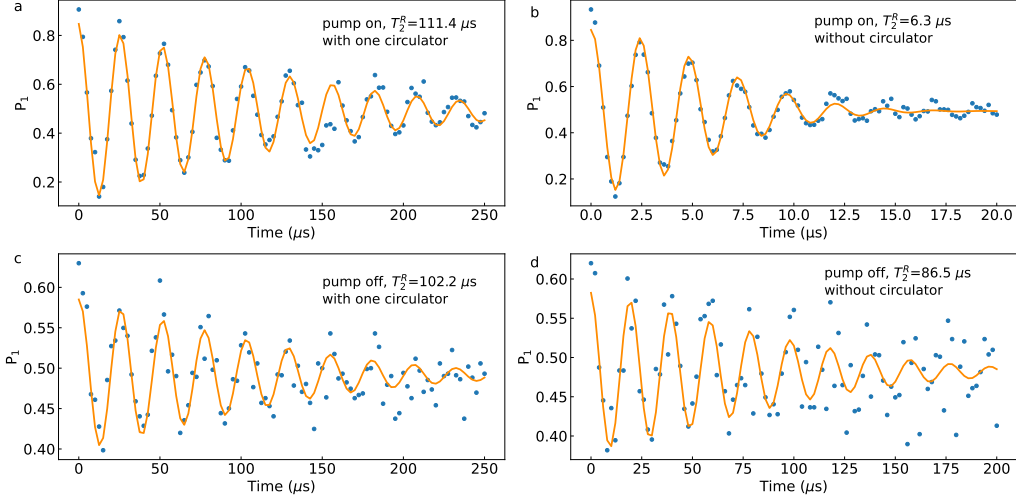 a
pump on, T₂ᴿ=111.4 μs
with one circulator
P₁
0.8
0.6
0.4
0.2
0 50 100 150 200 250
Time (μs)
b
pump on, T₂ᴿ=6.3 μs
without circulator
P₁
0.8
0.6
0.4
0.2
0.0 2.5 5.0 7.5 10.0 12.5 15.0 17.5 20.0
Time (μs)
c
pump off, T₂ᴿ=102.2 μs
with one circulator
P₁
0.60
0.55
0.50
0.45
0.40
0 50 100 150 200 250
Time (μs)
d
pump off, T₂ᴿ=86.5 μs
without circulator
P₁
0.60
0.55
0.50
0.45
0.40
0 25 50 75 100 125 150 175 200
Time (μs)